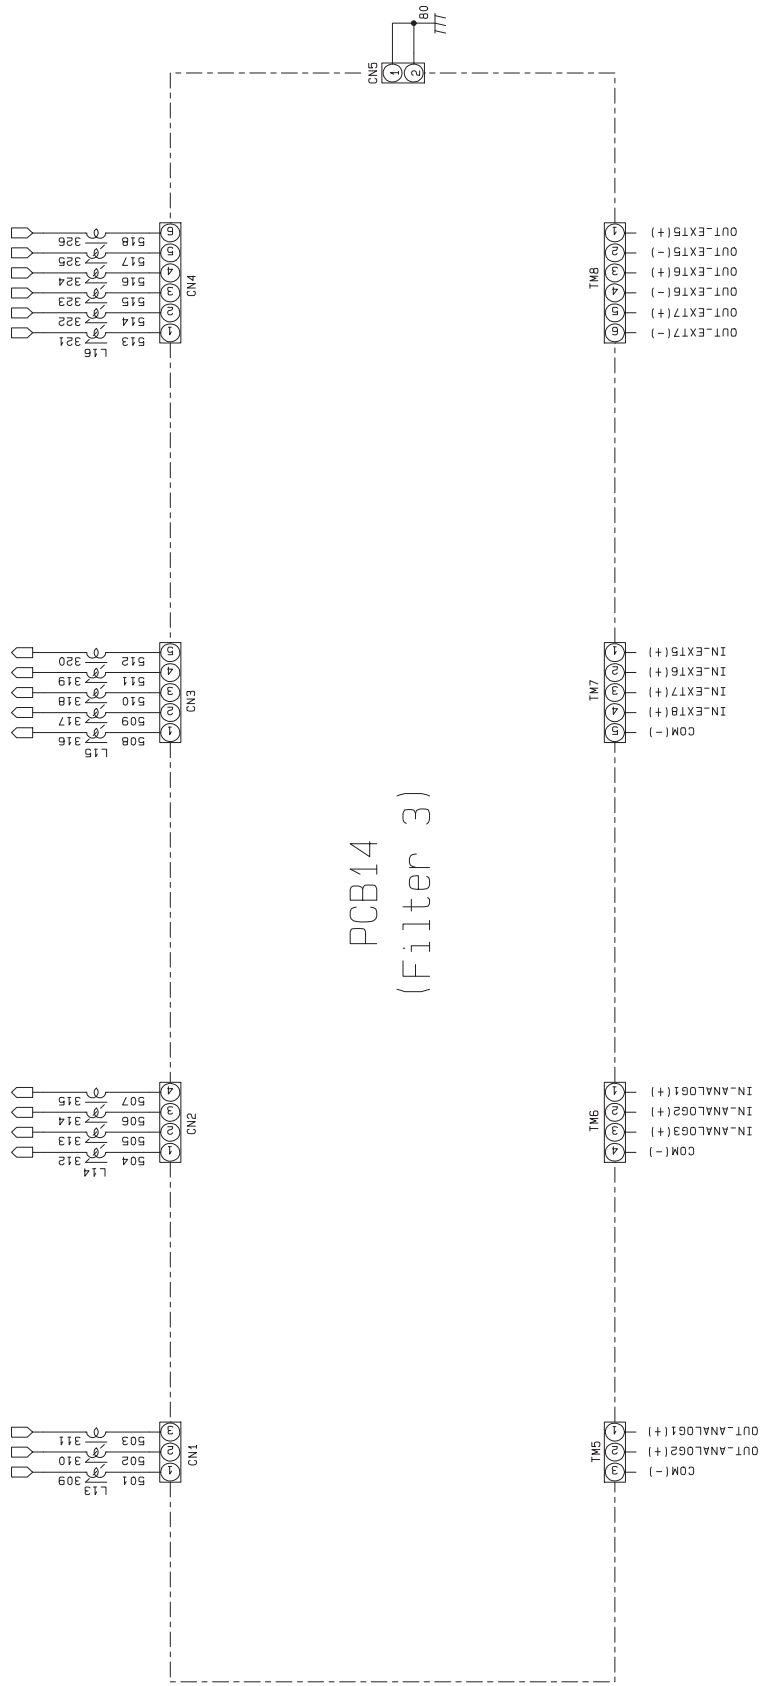 80
CN5
1
2
326
518
6
325
517
5
324
516
4
323
515
3
322
514
2
321
513
1
L16
CN4
TM8
1
OUT_EXT5(+)
2
OUT_EXT5(-)
3
OUT_EXT6(+)
4
OUT_EXT6(-)
5
OUT_EXT7(+)
6
OUT_EXT7(-)
320
512
5
319
511
4
318
510
3
317
509
2
316
508
1
L15
CN3
TM7
1
IN_EXT5(+)
2
IN_EXT6(+)
3
IN_EXT7(+)
4
IN_EXT8(+)
5
COM(-)
PCB14
(Filter 3)
315
507
4
314
506
3
313
505
2
312
504
1
L14
CN2
TM6
1
IN_ANALOG1(+)
2
IN_ANALOG2(+)
3
IN_ANALOG3(+)
4
COM(-)
311
503
3
310
502
2
309
501
1
L13
CN1
TM5
1
OUT_ANALOG1(+)
2
OUT_ANALOG2(+)
3
COM(-)